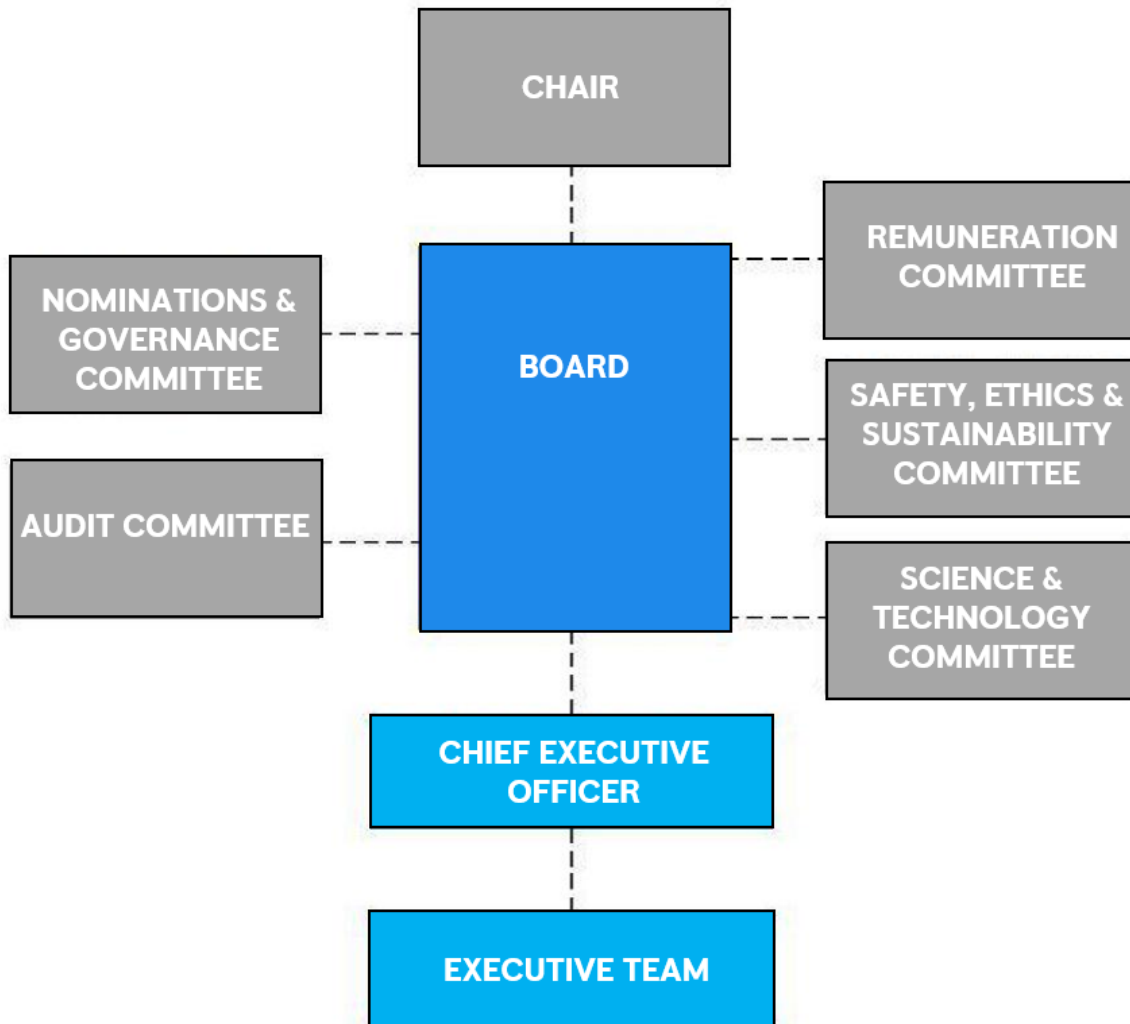 CHAIR
REMUNERATION
COMMITTEE
NOMINATIONS &
GOVERNANCE
COMMITTEE
BOARD
SAFETY, ETHICS &
SUSTAINABILITY
COMMITTEE
AUDIT COMMITTEE
SCIENCE &
TECHNOLOGY
COMMITTEE
CHIEF EXECUTIVE
OFFICER
EXECUTIVE TEAM